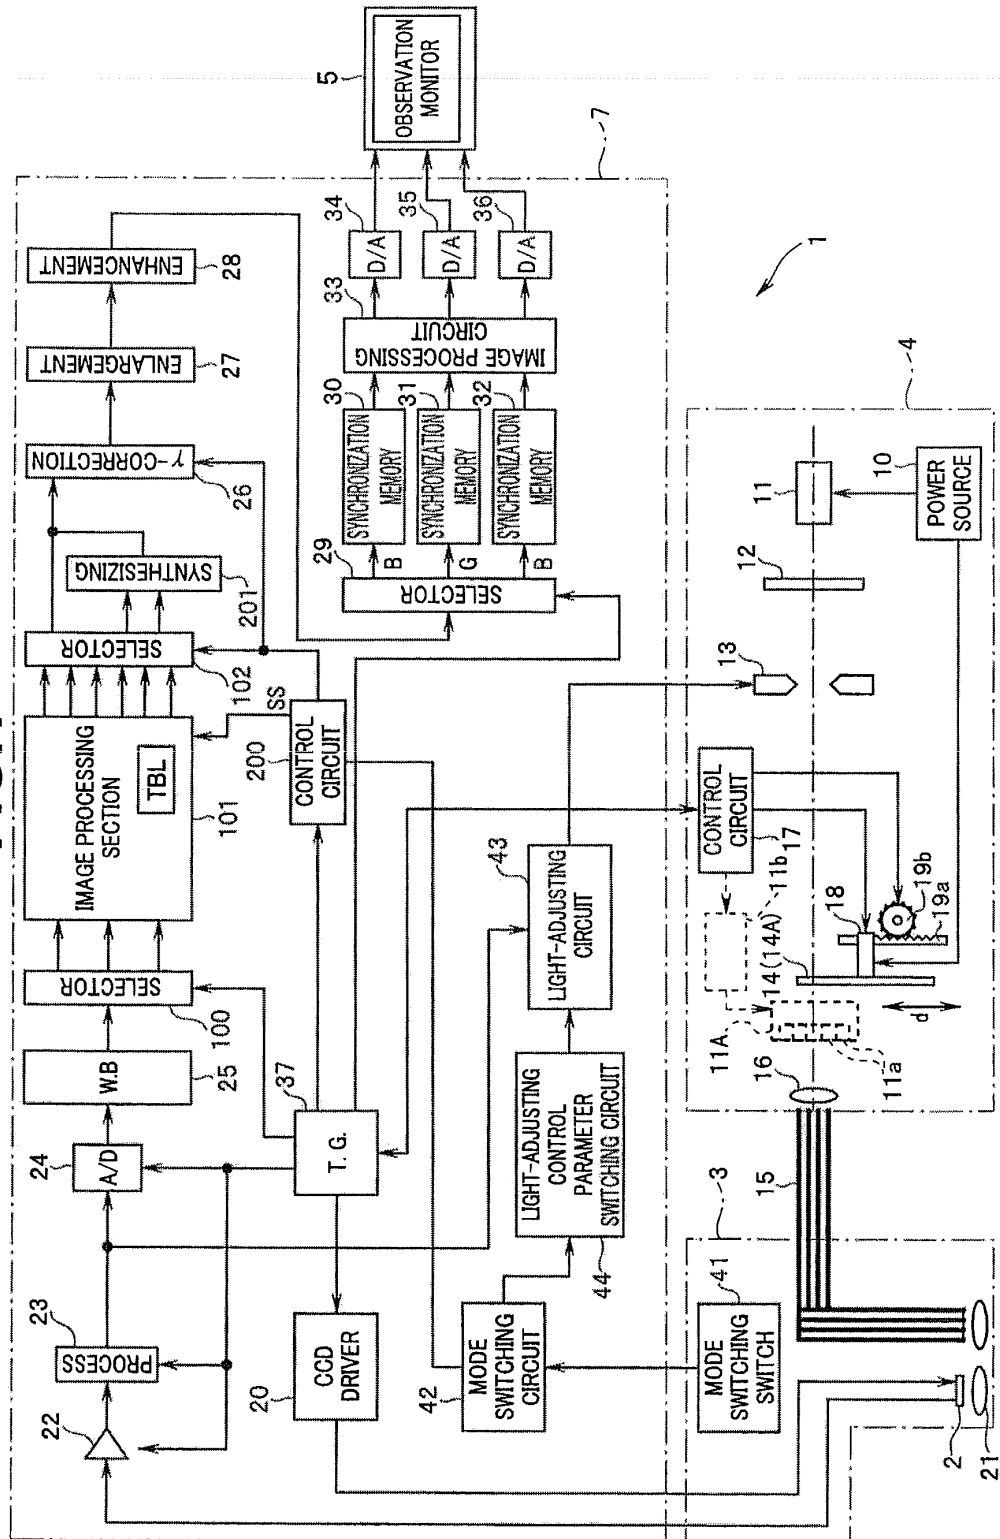 OBSERVATION
MONITOR
5
7
ENHANCEMENT
28
ENLARGEMENT
27
γ-CORRECTION
26
SYNTHESIZING
201
SELECTOR
102
IMAGE PROCESSING
SECTION
TBL
101
SELECTOR
100
W.B
25
A/D
24
PROCESS
23
22
34
D/A
35
D/A
36
D/A
33
IMAGE PROCESSING
CIRCUIT
30
SYNCHRONIZATION
MEMORY
31
SYNCHRONIZATION
MEMORY
32
SYNCHRONIZATION
MEMORY
B
G
B
29
SELECTOR
SS
200
CONTROL
CIRCUIT
37
T. G.
20
CCD
DRIVER
43
LIGHT-ADJUSTING
CIRCUIT
LIGHT-ADJUSTING
CONTROL
PARAMETER
SWITCHING CIRCUIT
44
42
MODE
SWITCHING
CIRCUIT
41
MODE
SWITCHING
SWITCH
3
15
2
21
1
4
10
POWER
SOURCE
11
12
13
CONTROL
CIRCUIT
17
11b
14(14A)
18
19b
19a
d
11A
11a
16